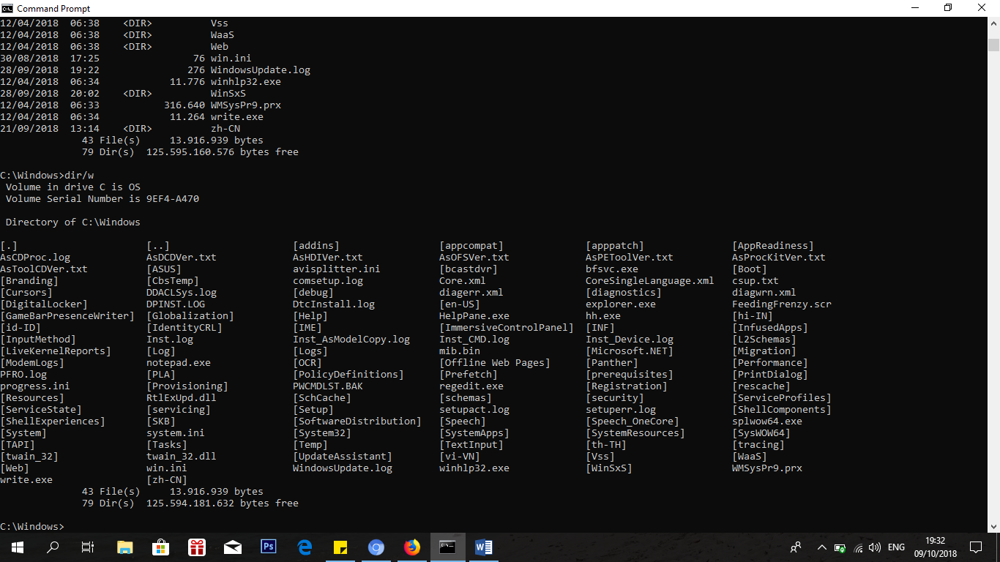 Command Prompt
12/04/2018  06:38    <DIR>          Vss
12/04/2018  06:38    <DIR>          WaaS
12/04/2018  06:38    <DIR>          Web
30/08/2018  17:25                76 win.ini
28/09/2018  19:22               276 WindowsUpdate.log
12/04/2018  06:34            11.776 winhlp32.exe
28/09/2018  20:02    <DIR>          WinSxS
12/04/2018  06:33           316.640 WMSysPr9.prx
12/04/2018  06:34            11.264 write.exe
21/09/2018  13:14    <DIR>          zh-CN
              43 File(s)     13.916.939 bytes
              79 Dir(s)  125.595.160.576 bytes free
C:\Windows>dir/w
 Volume in drive C is OS
 Volume Serial Number is 9EF4-A470
 Directory of C:\Windows
[.]                      [..]                     [addins]                 [appcompat]              [apppatch]               [AppReadiness]
AsCDProc.log             AsDCDVer.txt             AsHDIVer.txt             AsOFSVer.txt             AsPEToolVer.txt          AsProcKitVer.txt
AsToolCDVer.txt          [ASUS]                   avisplitter.ini          [bcastdvr]               bfsvc.exe                [Boot]
[Branding]               [CbsTemp]                comsetup.log             Core.xml                 CoreSingleLanguage.xml   csup.txt
[Cursors]                DDACLSys.log             [debug]                  diagerr.xml              [diagnostics]            diagwrn.xml
[DigitalLocker]          DPINST.LOG               DtcInstall.log           [en-US]                  explorer.exe             FeedingFrenzy.scr
[GameBarPresenceWriter]  [Globalization]          [Help]                   HelpPane.exe             hh.exe                   [hi-IN]
[id-ID]                  [IdentityCRL]            [IME]                    [ImmersiveControlPanel]  [INF]                    [InfusedApps]
[InputMethod]            Inst.log                 Inst_AsModelCopy.log     Inst_CMD.log             Inst_Device.log          [L2Schemas]
[LiveKernelReports]      [Log]                    [Logs]                   mib.bin                  [Microsoft.NET]          [Migration]
[ModemLogs]              notepad.exe              [OCR]                    [Offline Web Pages]      [Panther]                [Performance]
PFRO.log                 [PLA]                    [PolicyDefinitions]      [Prefetch]               [prerequisites]          [PrintDialog]
progress.ini             [Provisioning]           PWCMDLST.BAK             regedit.exe              [Registration]           [rescache]
[Resources]              RtlExUpd.dll             [SchCache]               [schemas]                [security]               [ServiceProfiles]
[ServiceState]           [servicing]              [Setup]                  setupact.log             setuperr.log             [ShellComponents]
[ShellExperiences]       [SKB]                    [SoftwareDistribution]   [Speech]                 [Speech_OneCore]         splwow64.exe
[System]                 system.ini               [System32]               [SystemApps]             [SystemResources]        [SysWOW64]
[TAPI]                   [Tasks]                  [Temp]                   [TextInput]              [th-TH]                  [tracing]
[twain_32]               twain_32.dll             [UpdateAssistant]        [vi-VN]                  [Vss]                    [WaaS]
[Web]                    win.ini                  WindowsUpdate.log        winhlp32.exe             [WinSxS]                 WMSysPr9.prx
write.exe                [zh-CN]
              43 File(s)     13.916.939 bytes
              79 Dir(s)  125.594.181.632 bytes free
C:\Windows>
Ps
ENG
19:32
09/10/2018